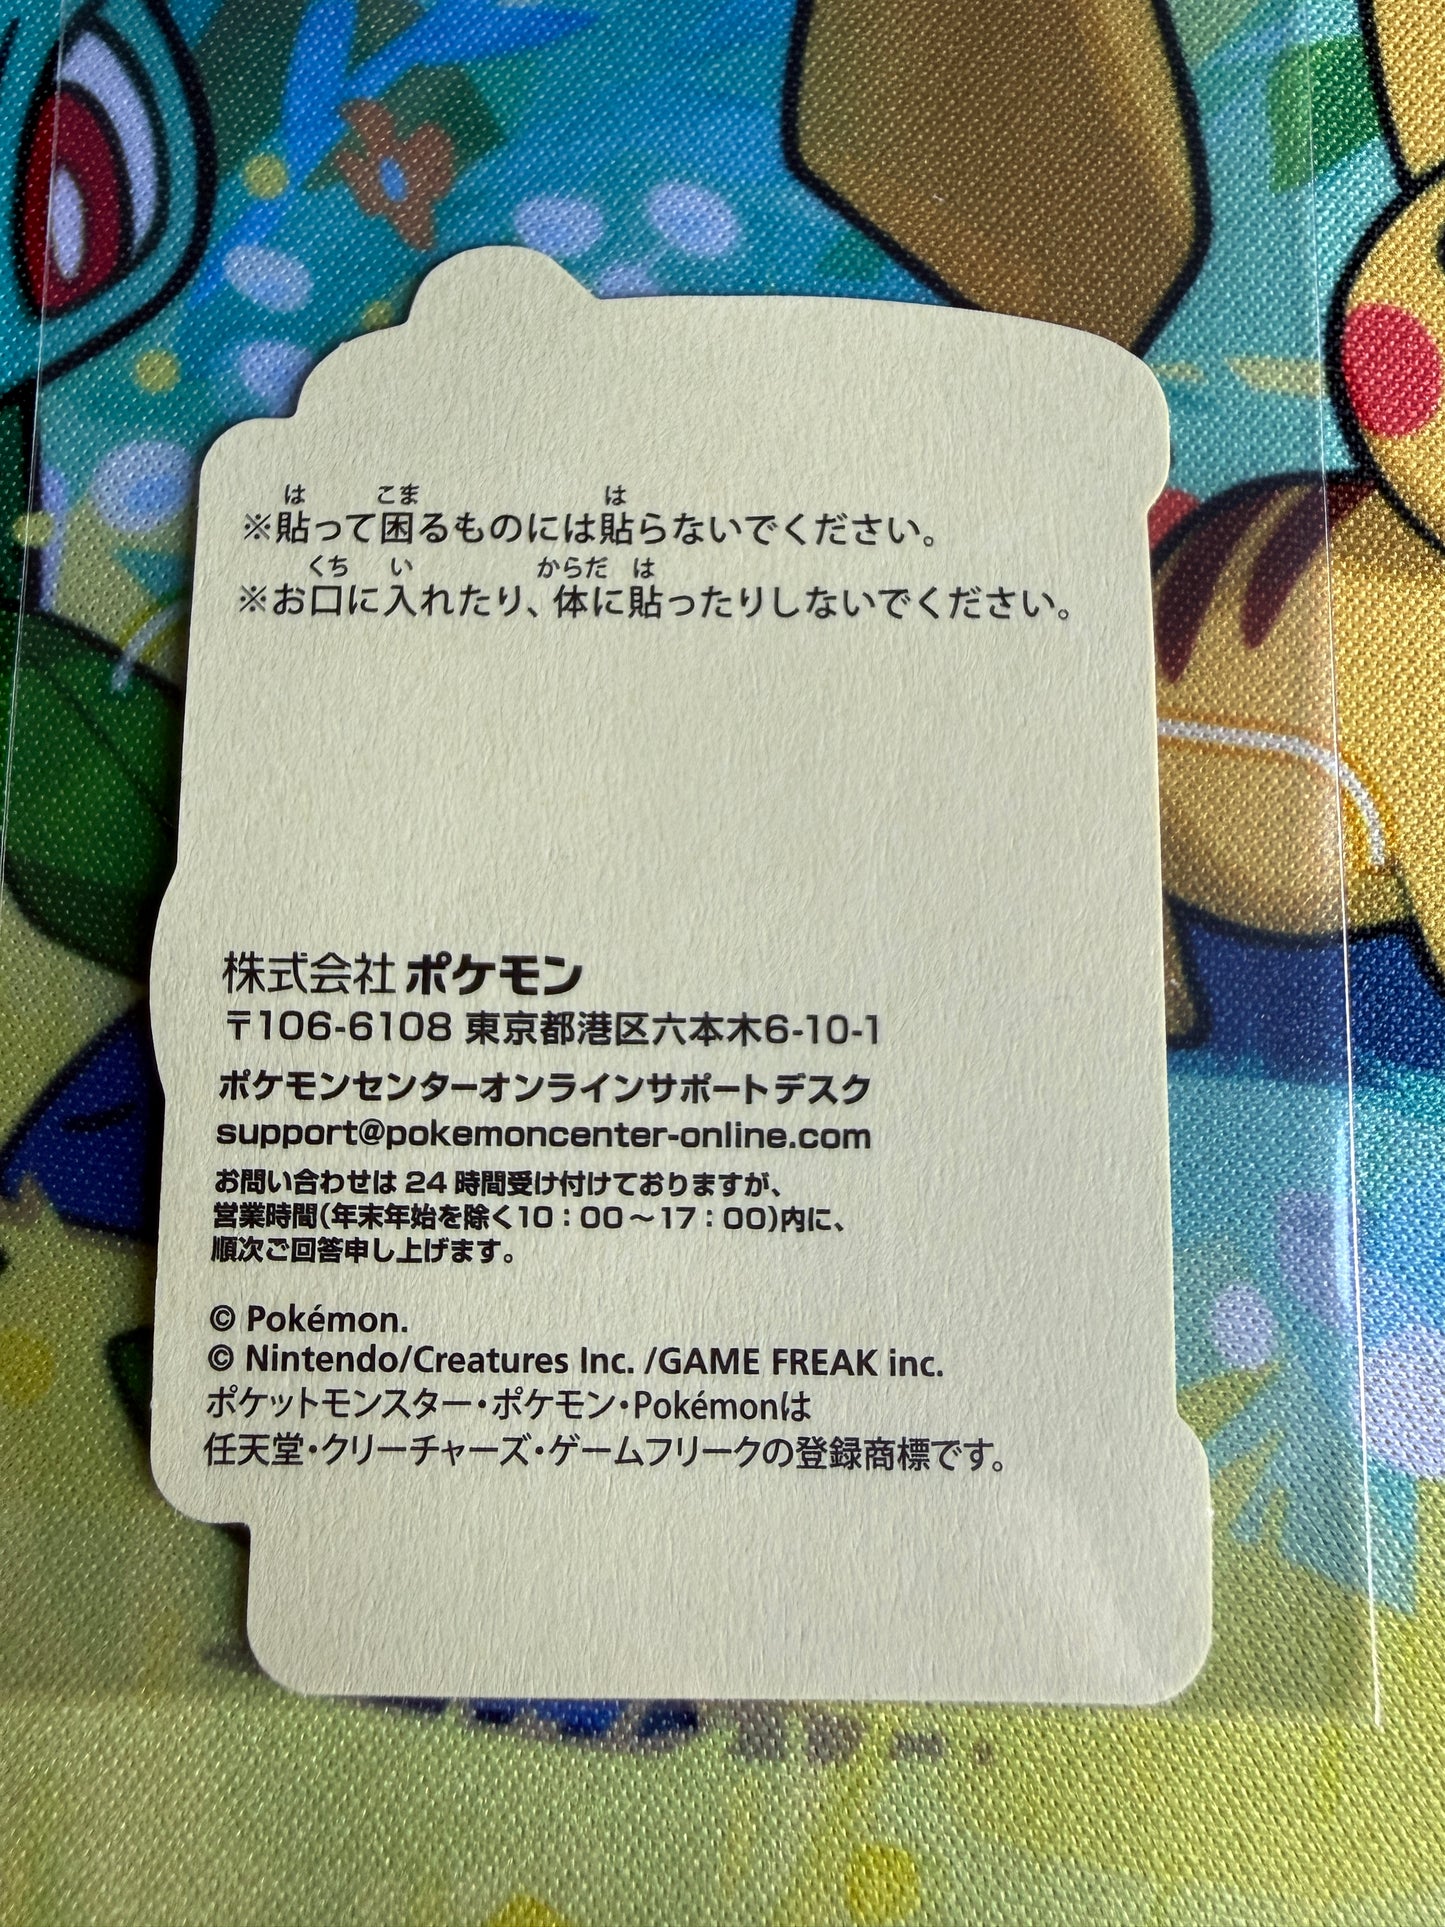 ※貼って困るものには貼らないでください。
※お口に入れたり、体に貼ったりしないでください。
株式会社 ポケモン
〒106-6108 東京都港区六本木6-10-1
ポケモンセンターオンラインサポートデスク
support@pokemoncenter-online.com
お問い合わせは 24 時間受け付けておりますが、
営業時間(年末年始を除く10：00～17：00)内に、
順次ご回答申し上げます。
© Pokémon.
© Nintendo/Creatures Inc. /GAME FREAK inc.
ポケットモンスター・ポケモン・Pokémonは
任天堂・クリーチャーズ・ゲームフリークの登録商標です。